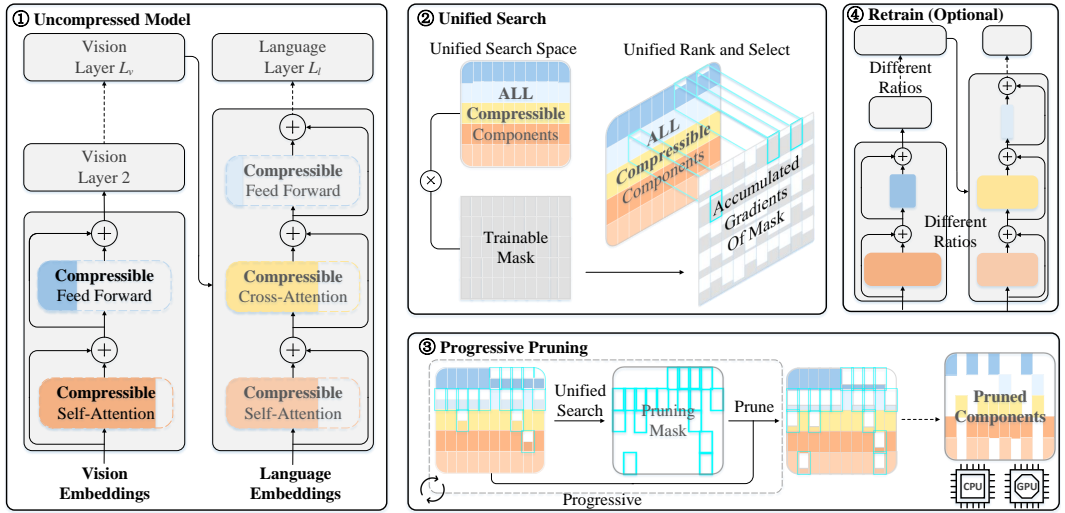 ① Uncompressed Model
Vision
Layer Lv
Language
Layer Ll
Vision
Layer 2
Compressible
Feed Forward
Compressible
Feed Forward
Compressible
Cross-Attention
Compressible
Self-Attention
Compressible
Self-Attention
Vision
Embeddings
Language
Embeddings
② Unified Search
Unified Search Space
Unified Rank and Select
ALL
Compressible
Components
Trainable
Mask
ALL
Compressible
Components
Accumulated
Gradients
Of Mask
③ Progressive Pruning
Unified
Search
Pruning
Mask
Prune
Progressive
Pruned
Components
CPU
GPU
④ Retrain (Optional)
Different
Ratios
Different
Ratios